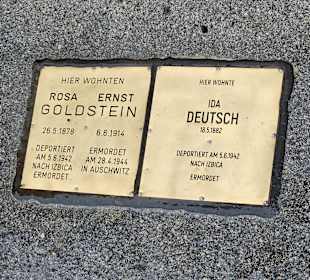 HIER WOHNTEN
ROSA ERNST
GOLDSTEIN
26.5.1878 6.6.1914
DEPORTIERT ERMORDET
AM 5.6.1942 AM 28.4.1944
NACH IZBICA IN AUSCHWITZ
ERMORDET
HIER WOHNTE
IDA
DEUTSCH
18.5.1882
DEPORTIERT AM 5.6.1942
NACH IZBICA
ERMORDET